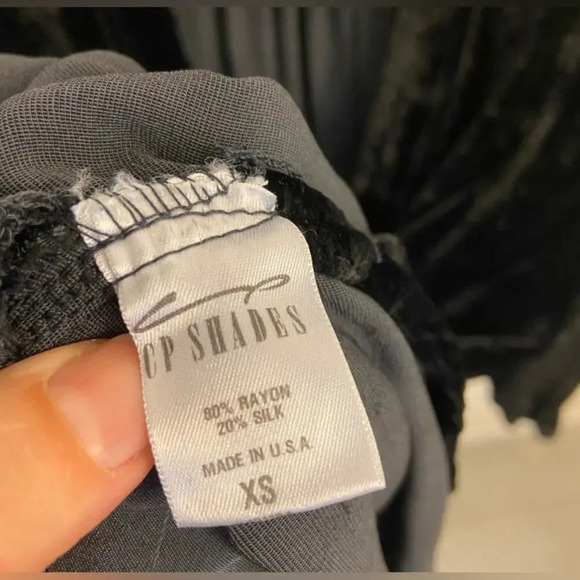 CP SHADES
80% RAYON
20% SILK
MADE IN U.S.A.
XS